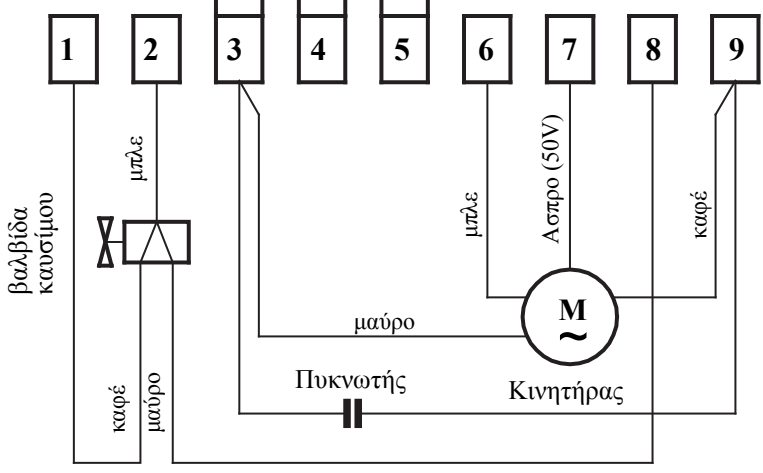 1 2 3 4 5 6 7 8 9
μπλε
Ασπρο (50V)
μπλε
καφέ
βαλβίδα
καυσίμου
M
~
μαύρο
Πυκνωτής
Κινητήρας
καφέ
μαύρο